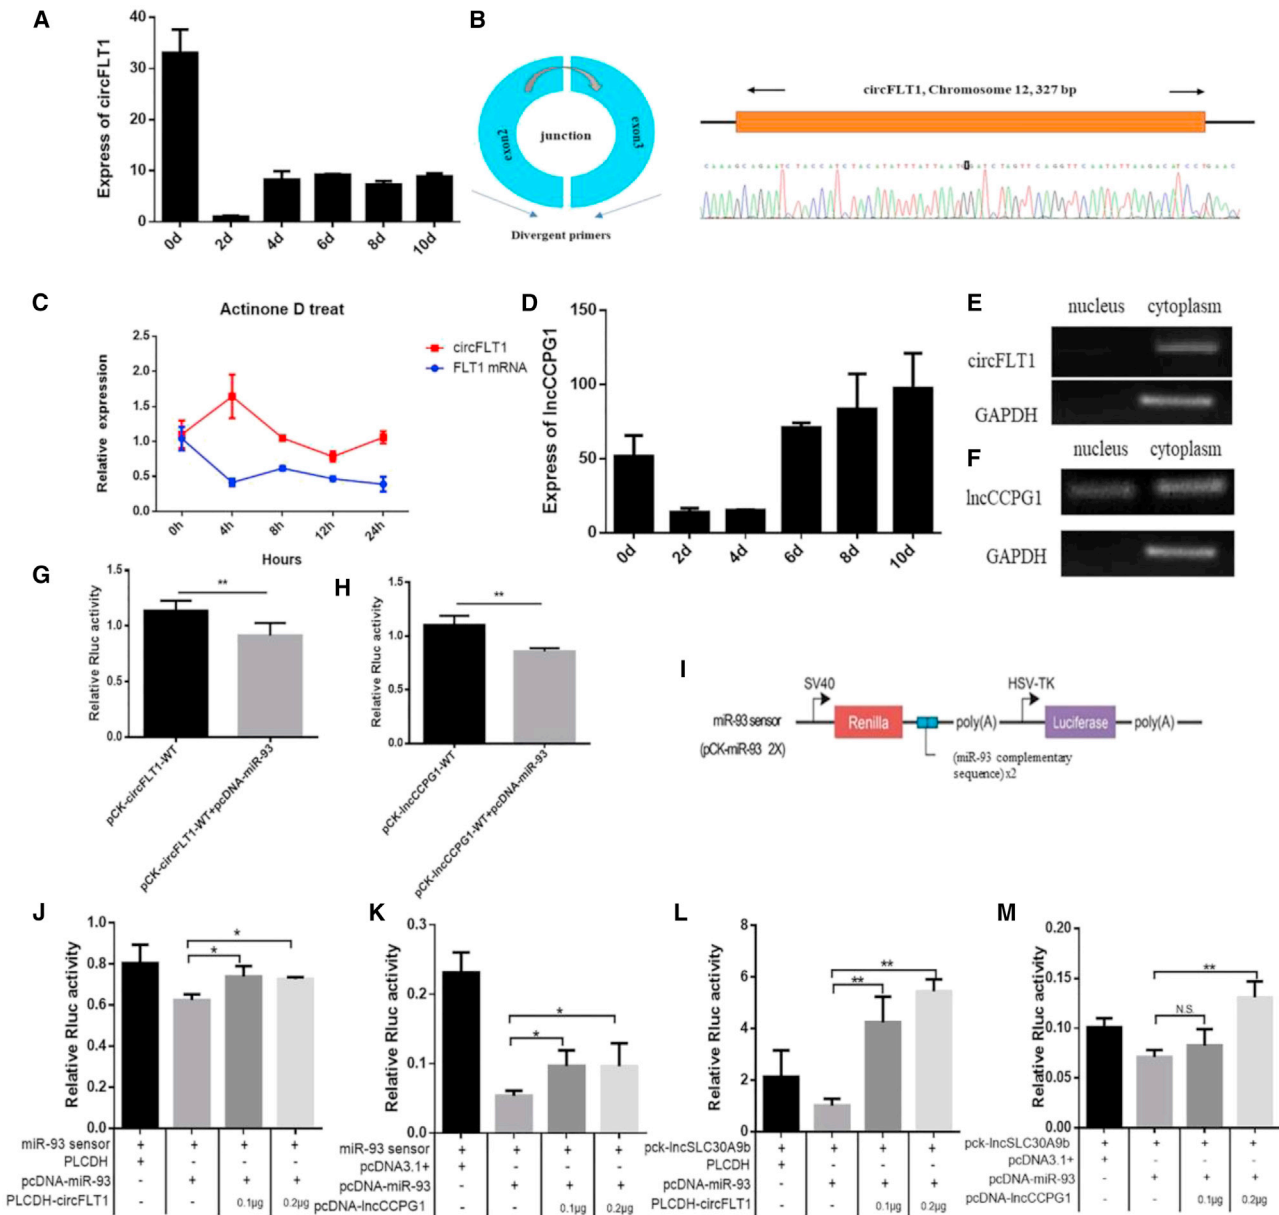 A
Express of circFLT1
40
30
20
10
0
0d 2d 4d 6d 8d 10d
B
exon2
junction
exone3
Divergent primers
circFLT1, Chromosome 12, 327 bp
C
Actinone D treat
Relative expression
2.5
2.0
1.5
1.0
0.5
0.0
0h 4h 8h 12h 24h
Hours
circFLT1
FLT1 mRNA
D
Express of lncCCPG1
150
100
50
0
0d 2d 4d 6d 8d 10d
E
nucleus cytoplasm
circFLT1
GAPDH
F
nucleus cytoplasm
lncCCPG1
GAPDH
G
Relative Rluc activity
1.5
1.0
0.5
0.0
**
pCK-circFLT1-WT
pCK-circFLT1-WT+pcDNA-miR-93
H
Relative Rluc activity
1.5
1.0
0.5
0.0
**
pCK-lncCCPG1-WT
pCK-lncCCPG1-WT+pcDNA-miR-93
I
SV40 HSV-TK
miR-93 sensor Renilla poly(A) Luciferase poly(A)
(pCK-miR-93 2X)
(miR-93 complementary
sequence)x2
J
Relative Rluc activity
1.0
0.8
0.6
0.4
0.2
0.0
*
*
miR-93 sensor + + + +
PLCDH + - - -
pcDNA-miR-93 - + + +
PLCDH-circFLT1 - - 0.1μg 0.2μg
K
Relative Rluc activity
0.3
0.2
0.1
0.0
*
*
miR-93 sensor + + + +
pcDNA3.1+ + - - -
pcDNA-miR-93 - + + +
pcDNA-lncCCPG1 - - 0.1μg 0.2μg
L
Relative Rluc activity
8
6
4
2
0
**
**
pck-lncSLC30A9b + + + +
PLCDH + - - -
pcDNA-miR-93 - + + +
PLCDH-circFLT1 - - 0.1μg 0.2μg
M
Relative Rluc activity
0.20
0.15
0.10
0.05
0.00
**
N.S.
pck-lncSLC30A9b + + + +
pcDNA3.1+ + - - -
pcDNA-miR-93 - + + +
pcDNA-lncCCPG1 - - 0.1μg 0.2μg